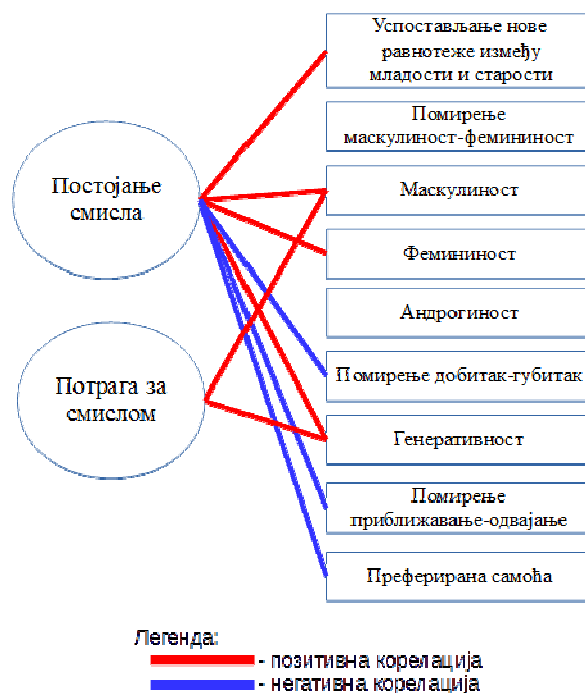 Успостављање нове
равнотеже између
младости и старости
Помирење
маскулиност-фемининост
Постојање
смисла
Маскулиност
Фемининост
Андрогиност
Потрага за
смислом
Помирење добитак-губитак
Генеративност
Помирење
приближавање-одвајање
Преферирана самоћа
Легенда:
- позитивна корелација
- негативна корелација